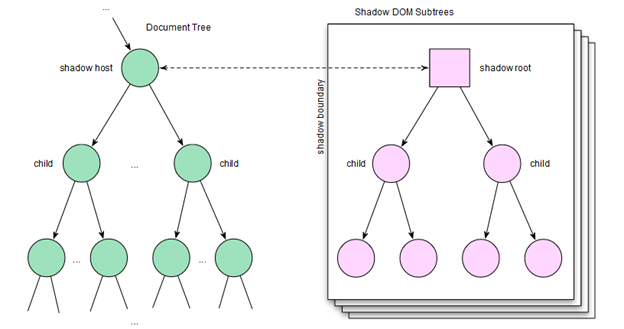 ...
Document Tree
Shadow DOM Subtrees
shadow host
shadow root
shadow boundary
child
...
child
child
child
...
...
...